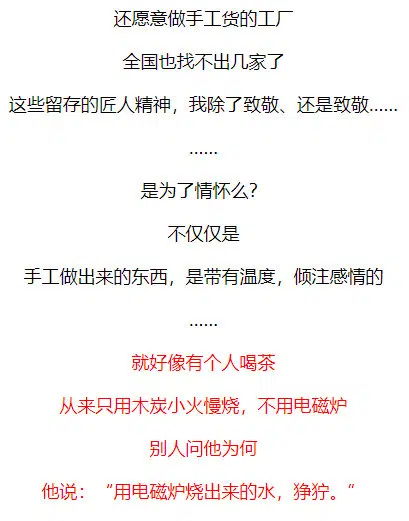 还愿意做手工货的工厂
全国也找不出几家了
这些留存的匠人精神，我除了致敬、还是致敬……
……
是为了情怀么？
不仅仅是
手工做出来的东西，是带有温度，倾注感情的
……
就好像有个人喝茶
从来只用木炭小火慢烧，不用电磁炉
别人问他为何
他说：“用电磁炉烧出来的水，狰狞。”